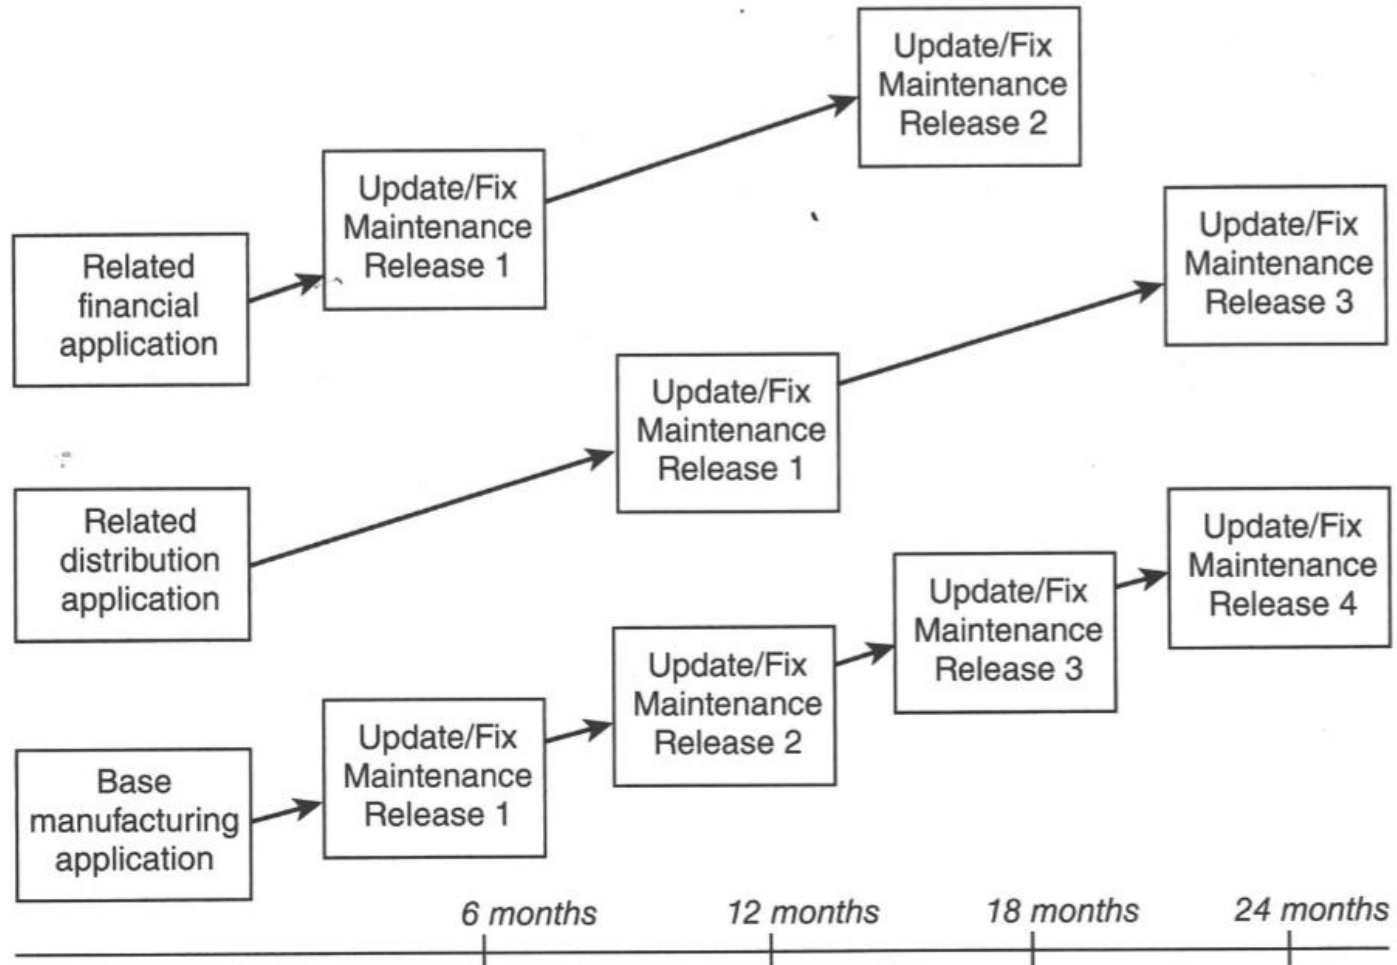 Update/Fix
Maintenance
Release 2
Update/Fix
Maintenance
Release 1
Update/Fix
Maintenance
Release 3
Related
financial
application
Update/Fix
Maintenance
Release 1
Related
distribution
application
Update/Fix
Maintenance
Release 4
Update/Fix
Maintenance
Release 3
Update/Fix
Maintenance
Release 2
Update/Fix
Maintenance
Release 1
Base
manufacturing
application
6 months 12 months 18 months 24 months